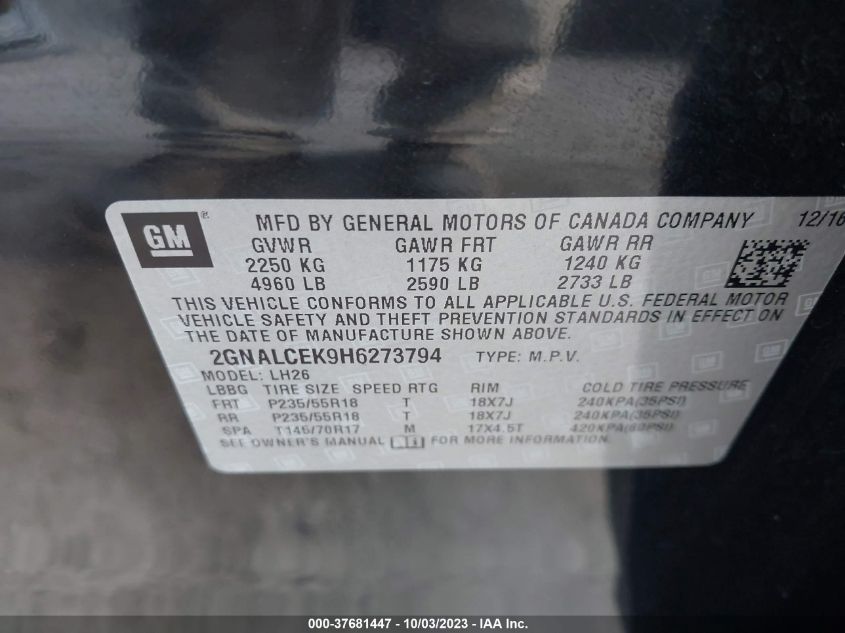 GM ® MFD BY GENERAL MOTORS OF CANADA COMPANY 12/16
GVWR GAWR FRT GAWR RR
2250 KG 1175 KG 1240 KG
4960 LB 2590 LB 2733 LB
THIS VEHICLE CONFORMS TO ALL APPLICABLE U.S. FEDERAL MOTOR
VEHICLE SAFETY AND THEFT PREVENTION STANDARDS IN EFFECT ON
THE DATE OF MANUFACTURE SHOWN ABOVE.
2GNALCEK9H6273794 TYPE: M.P.V.
MODEL: LH26
LBBG TIRE SIZE SPEED RTG RIM COLD TIRE PRESSURE
FRT P235/55R18 T 18X7J 240KPA(35PSI)
RR P235/55R18 T 18X7J 240KPA(35PSI)
SPA T145/70R17 M 17X4.5T 420KPA(60PSI)
SEE OWNER'S MANUAL FOR MORE INFORMATION.
000-37681447 - 10/03/2023 - IAA Inc.